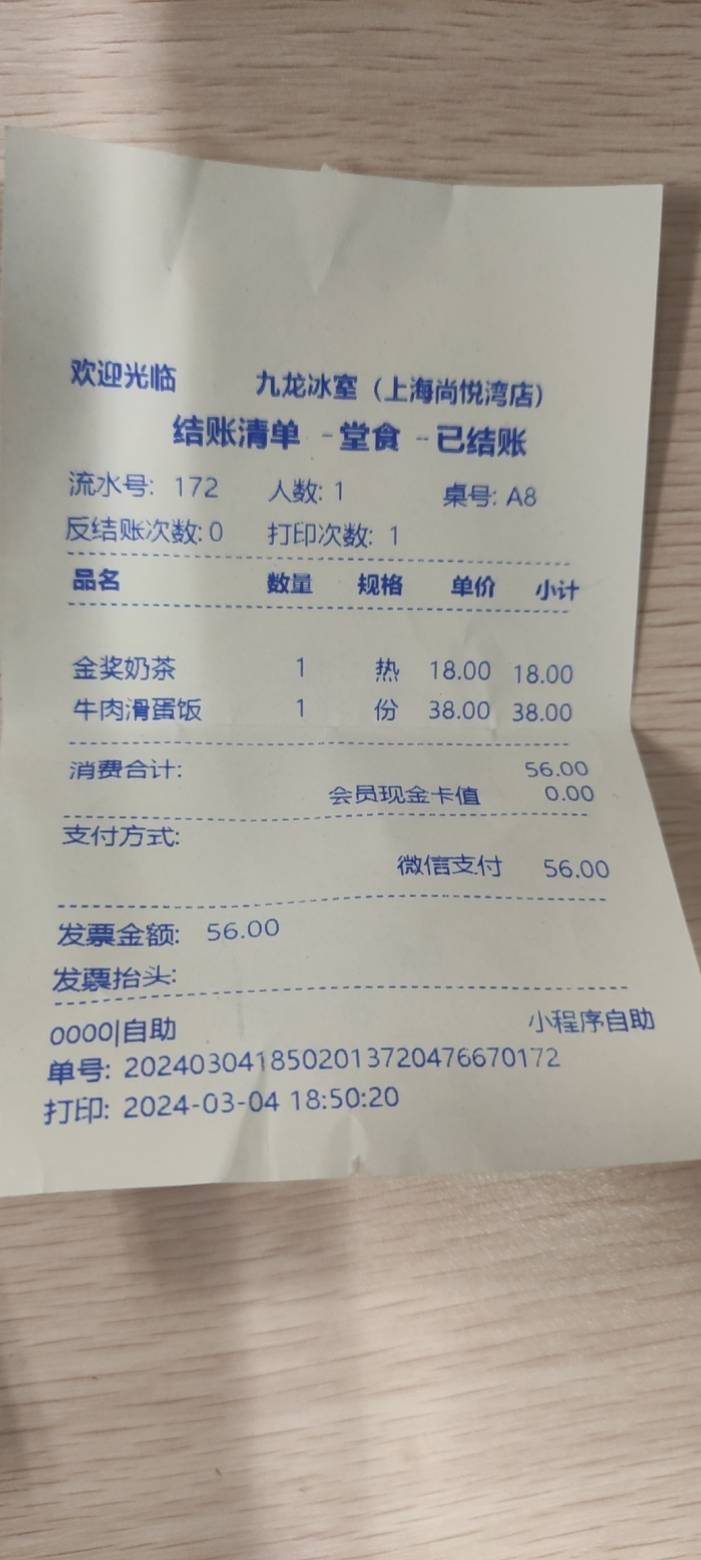 欢迎光临 九龙冰室（上海尚悦湾店）
结账清单 -堂食 -已结账
流水号: 172 人数: 1 桌号: A8
反结账次数: 0 打印次数: 1
品名 数量 规格 单价 小计
金奖奶茶 1 热 18.00 18.00
牛肉滑蛋饭 1 份 38.00 38.00
消费合计: 56.00
会员现金卡值 0.00
支付方式:
微信支付 56.00
发票金额: 56.00
发票抬头:
0000|自助 小程序自助
单号: 2024030418502013720476670172
打印: 2024-03-04 18:50:20